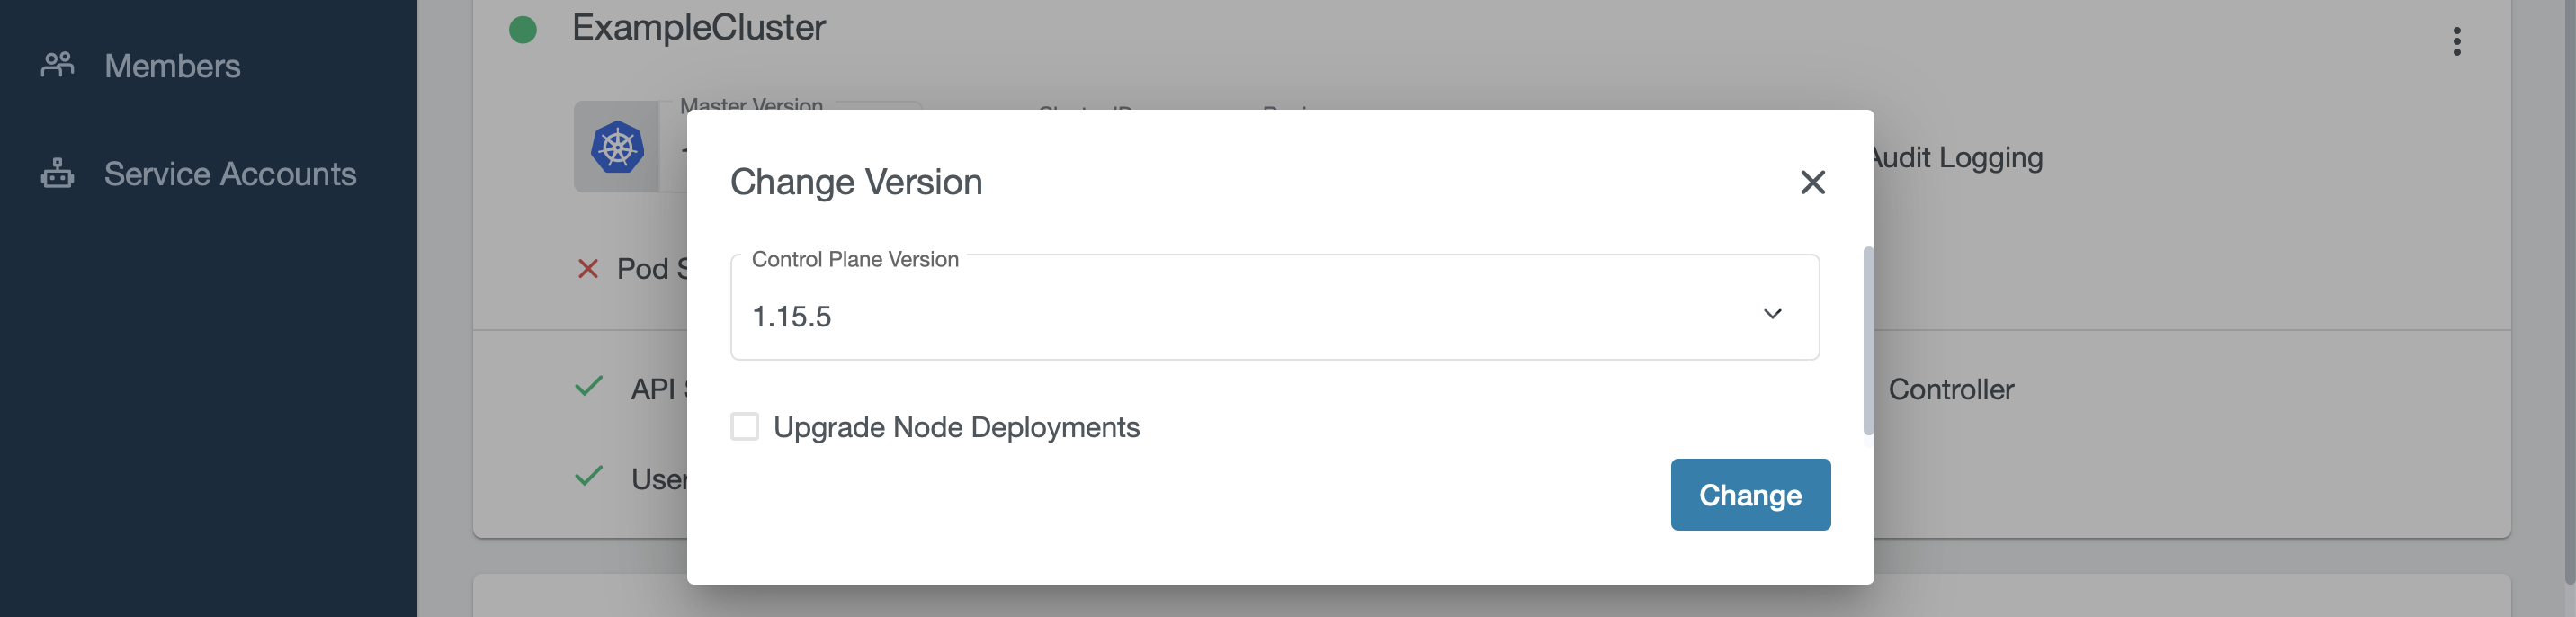 Members
Service Accounts
ExampleCluster
Master Version
Audit Logging
Pod
API
User
Controller
Change Version
Control Plane Version
1.15.5
Upgrade Node Deployments
Change